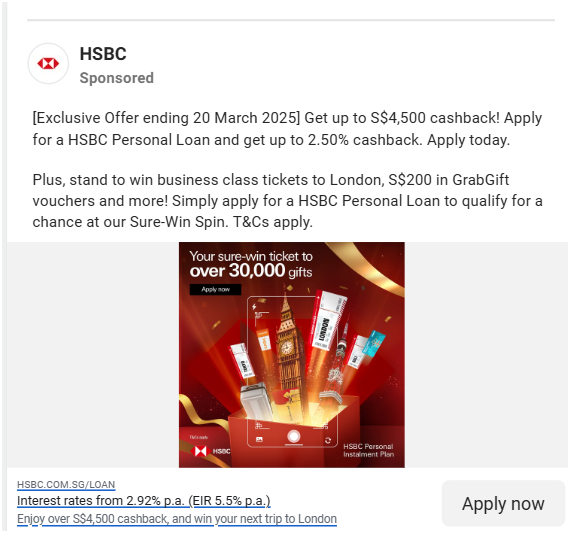 HSBC
Sponsored
[Exclusive Offer ending 20 March 2025] Get up to S$4,500 cashback! Apply
for a HSBC Personal Loan and get up to 2.50% cashback. Apply today.
Plus, stand to win business class tickets to London, S$200 in GrabGift
vouchers and more! Simply apply for a HSBC Personal Loan to qualify for a
chance at our Sure-Win Spin. T&Cs apply.
Your sure-win ticket to
over 30,000 gifts
Apply now
LONDON
T&Cs apply
HSBC
HSBC Personal
Instalment Plan
HSBC.COM.SG/LOAN
Interest rates from 2.92% p.a. (EIR 5.5% p.a.)
Enjoy over S$4,500 cashback, and win your next trip to London
Apply now